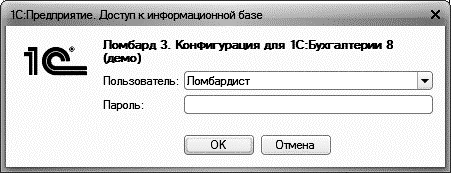 1С:Предприятие. Доступ к информационной базе
1С®
Ломбард 3. Конфигурация для 1С:Бухгалтерии 8
(демо)
Пользователь: Ломбардист
Пароль:
OK Отмена